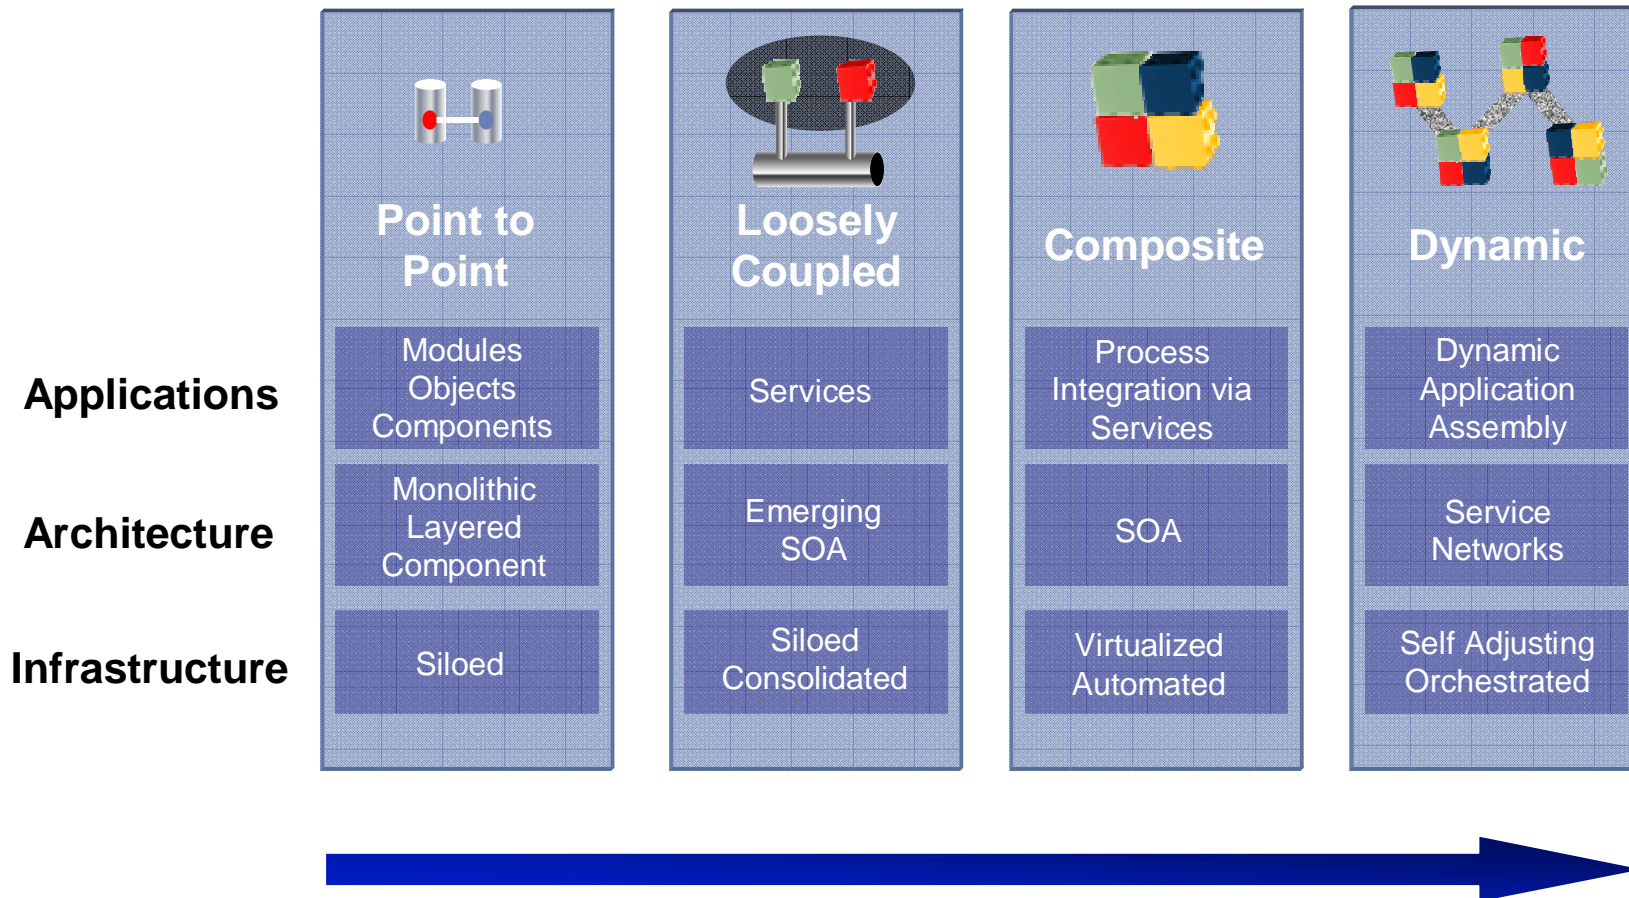 Point to
Point
Loosely
Coupled
Composite
Dynamic
Applications
Modules
Objects
Components
Services
Process
Integration via
Services
Dynamic
Application
Assembly
Architecture
Monolithic
Layered
Component
Emerging
SOA
SOA
Service
Networks
Infrastructure
Siloed
Siloed
Consolidated
Virtualized
Automated
Self Adjusting
Orchestrated